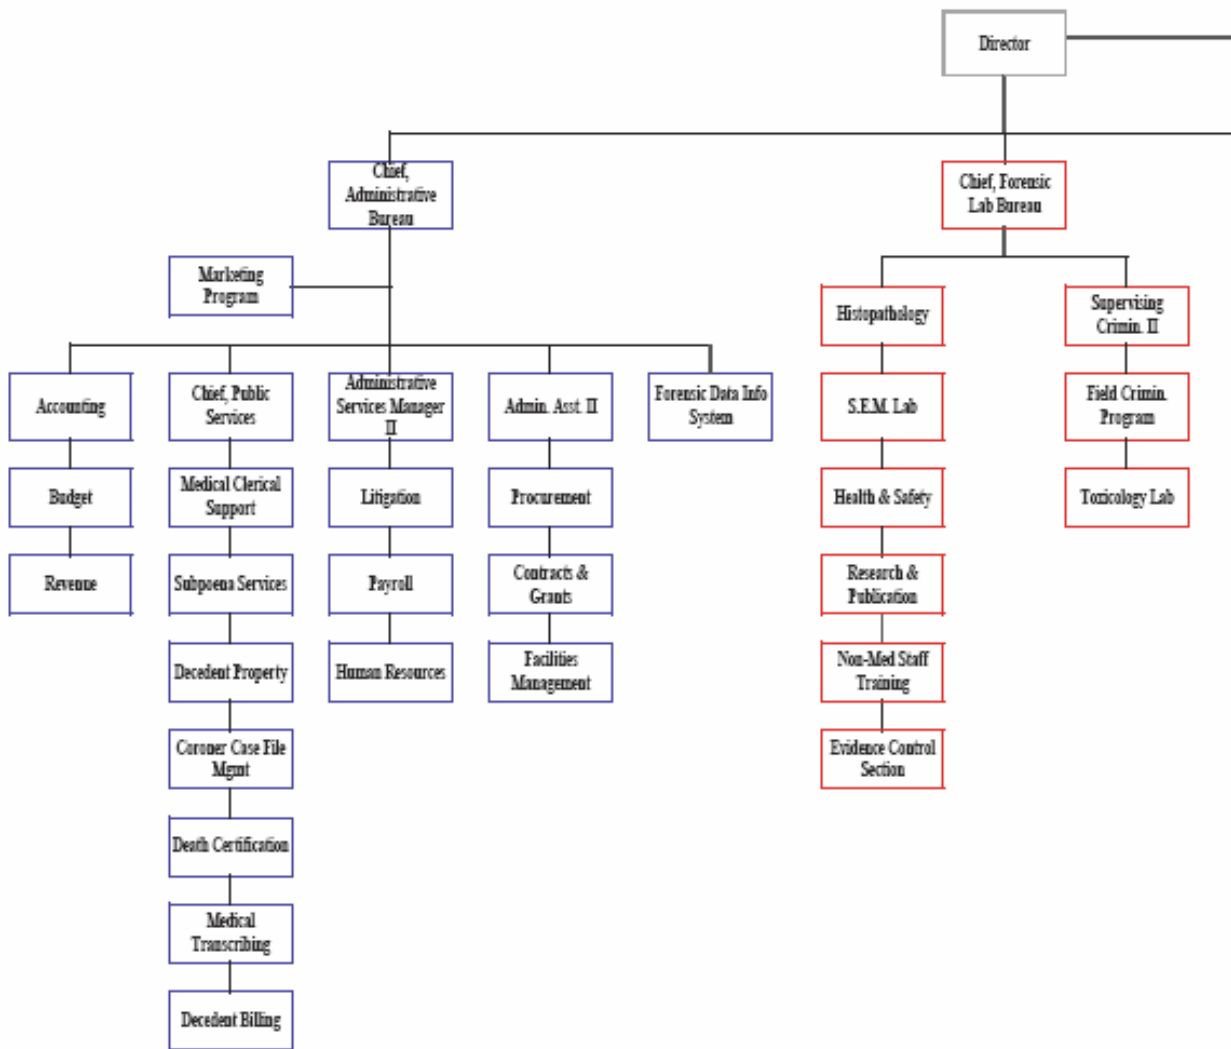 Director
Chief,
Administrative
Bureau
Chief, Forensic
Lab Bureau
Marketing
Program
Histopathology
Supervising
Crimin. II
Accounting
Chief, Public
Services
Administrative
Services Manager
II
Admin. Asst. II
Forensic Data Info
System
S.E.M. Lab
Field Crimin.
Program
Budget
Medical Clerical
Support
Litigation
Procurement
Health & Safety
Toxicology Lab
Revenue
Subpoena Services
Payroll
Contracts &
Grants
Research &
Publication
Decedent Property
Human Resources
Facilities
Management
Non-Med Staff
Training
Coroner Case File
Mgmt
Evidence Control
Section
Death Certification
Medical
Transcribing
Decedent Billing